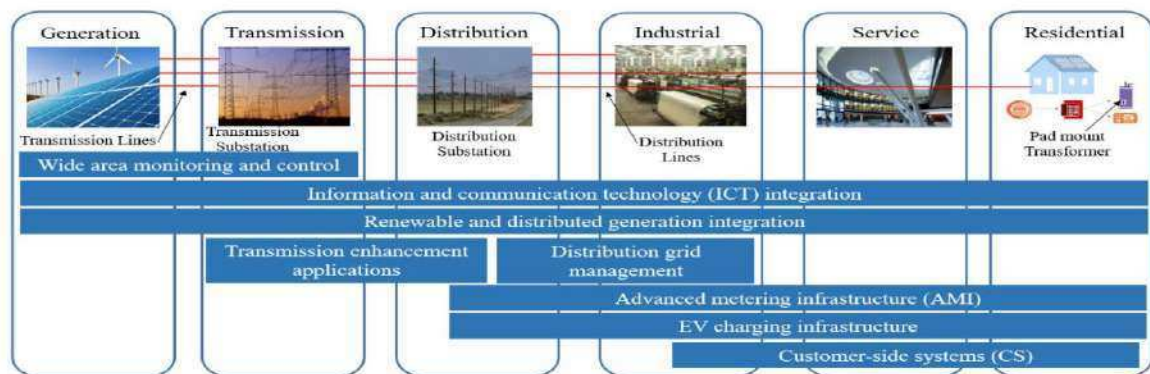 Generation
Transmission
Distribution
Industrial
Service
Residential
Transmission Lines
Transmission
Substation
Distribution
Substation
Distribution
Lines
Pad mount
Transformer
Wide area monitoring and control
Information and communication technology (ICT) integration
Renewable and distributed generation integration
Transmission enhancement
applications
Distribution grid
management
Advanced metering infrastructure (AMI)
EV charging infrastructure
Customer-side systems (CS)